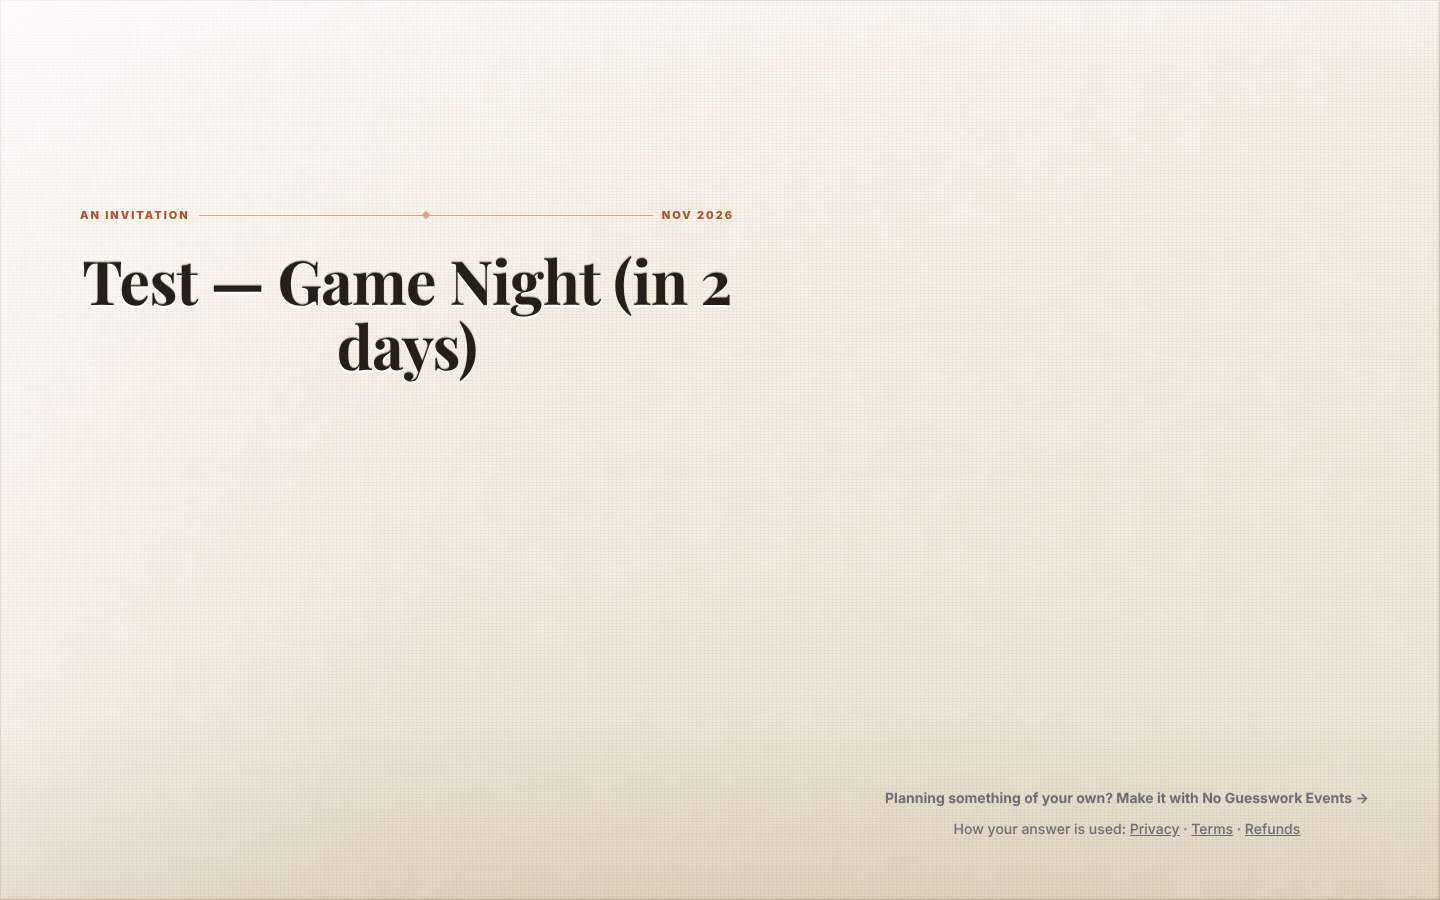 AN INVITATION NOV 2026
Test — Game Night (in 2
days)
Planning something of your own? Make it with No Guesswork Events →
How your answer is used: Privacy · Terms · Refunds